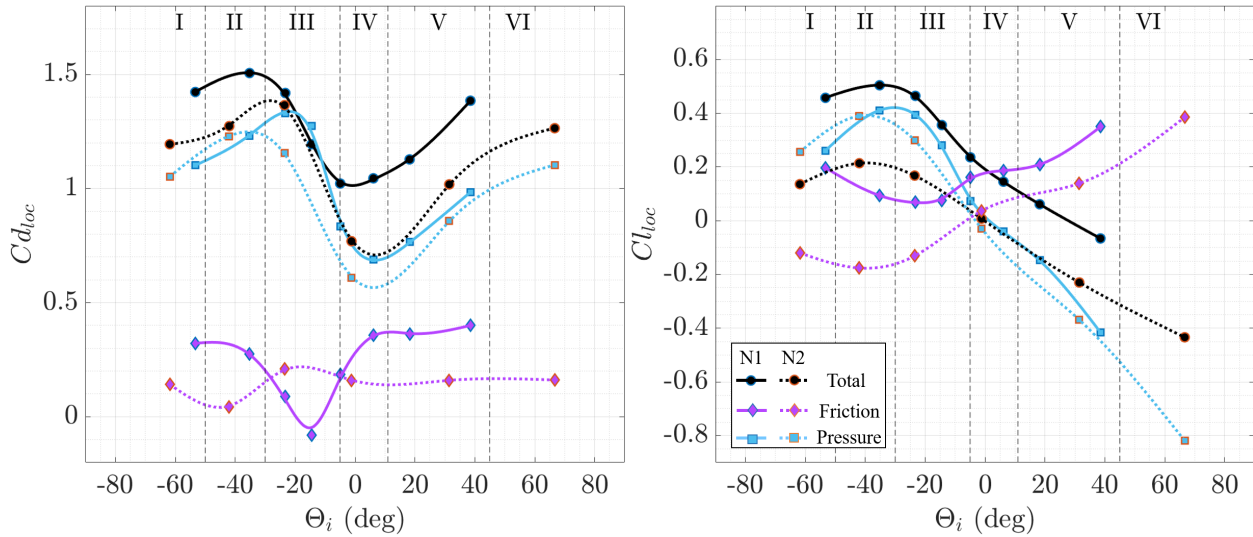 I II III IV V VI
1.5
1
0.5
0
Cd_loc
-80 -60 -40 -20 0 20 40 60 80
Θ_i (deg)
I II III IV V VI
0.6
0.4
0.2
0
-0.2
-0.4
-0.6
-0.8
Cl_loc
N1 N2
Total
Friction
Pressure
-80 -60 -40 -20 0 20 40 60 80
Θ_i (deg)